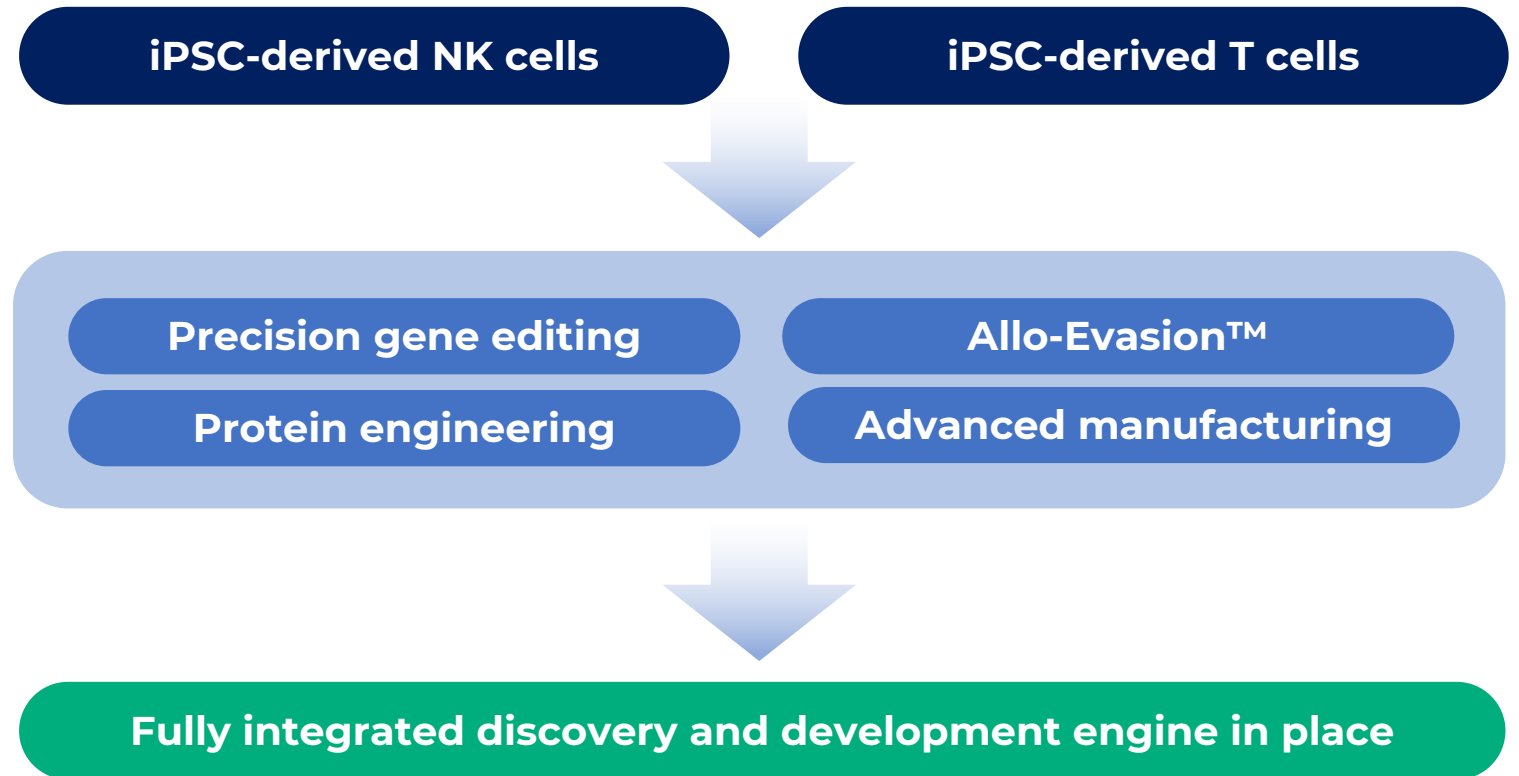 iPSC-derived NK cells
iPSC-derived T cells
Precision gene editing
Allo-Evasion™
Protein engineering
Advanced manufacturing
Fully integrated discovery and development engine in place